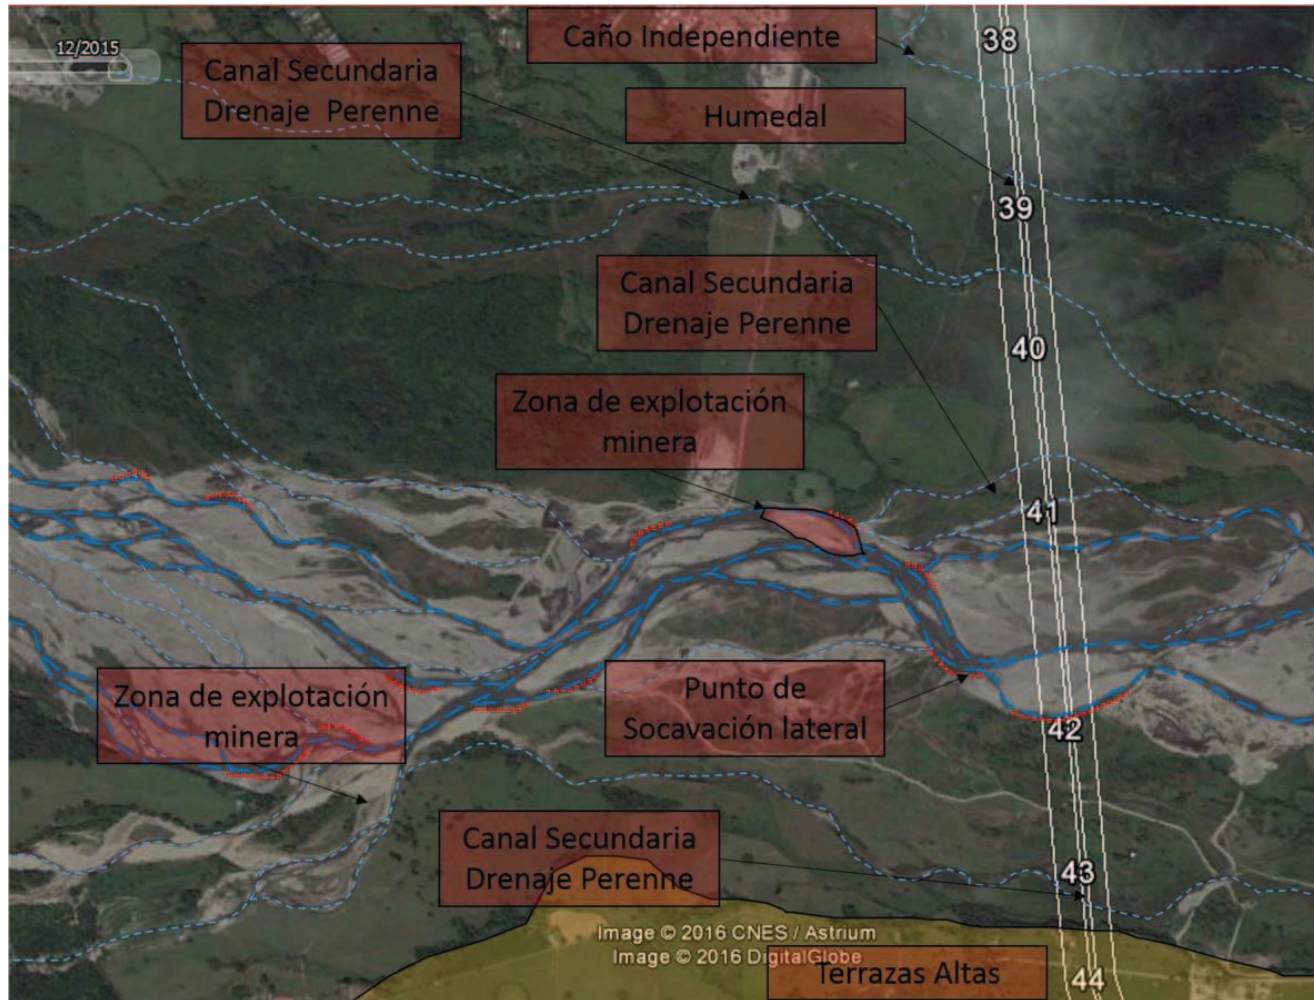 12/2015
Caño Independiente
38
Canal Secundaria
Drenaje Perenne
Humedal
39
Canal Secundaria
Drenaje Perenne
40
Zona de explotación
minera
41
Zona de explotación
minera
Punto de
Socavación lateral
42
Canal Secundaria
Drenaje Perenne
43
Image © 2016 CNES / Astrium
Image © 2016 DigitalGlobe
Terrazas Altas
44